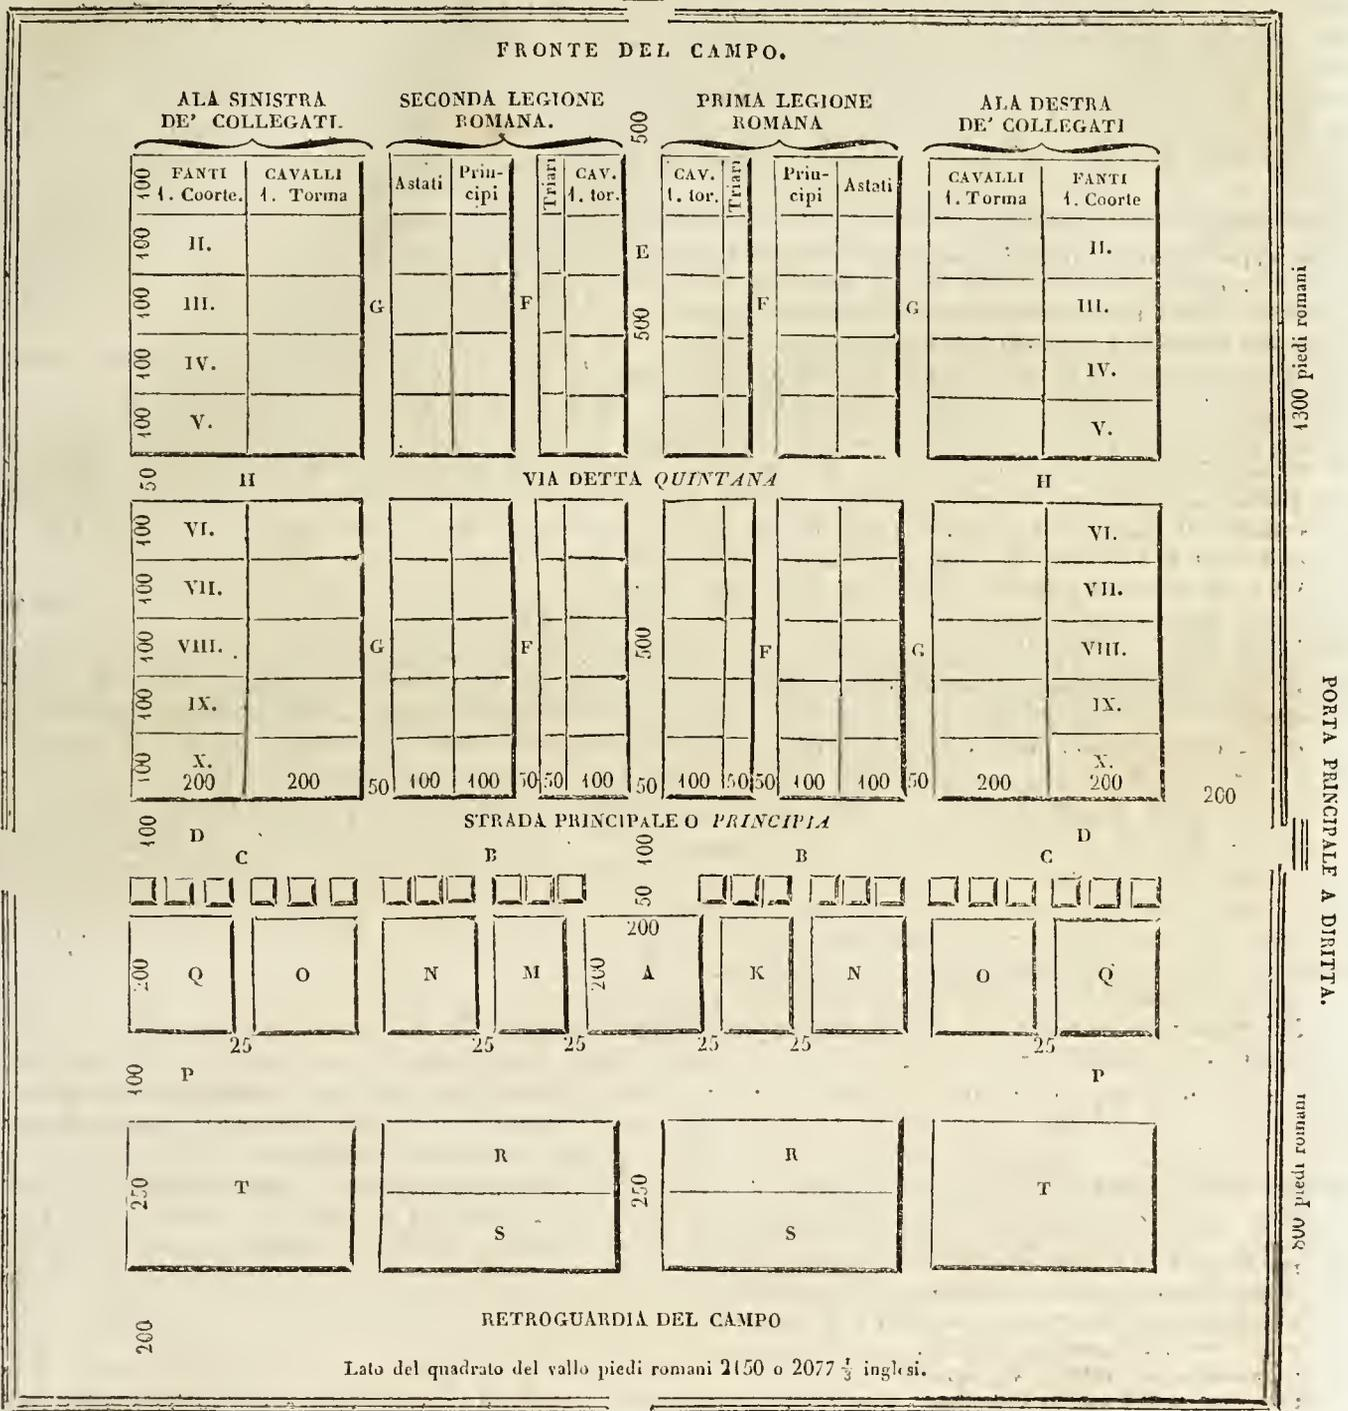 FRONTE DEL CAMPO.
ALA SINISTRA
DE' COLLEGATI.
SECONDA LEGIONE
ROMANA.
500
PRIMA LEGIONE
ROMANA
ALA DESTRA
DE' COLLEGATI
100
FANTI
1. Coorte.
CAVALLI
1. Torma
Astati
Prin-
cipi
Triari
CAV.
1. tor.
CAV.
1. tor.
Triari
Prin-
cipi
Astati
CAVALLI
1. Torma
FANTI
1. Coorte
100 II. E II.
100 III. G F 500 F G III.
100 IV. IV.
100 V. V.
1300 piedi romani
50 H VIA DETTA QUINTANA H
100 VI. VI.
100 VII. VII.
100 VIII. G F 500 F G VIII.
100 IX. IX.
100 X. X.
200 200 50 100 100 50 50 100 50 100 50 50 100 100 50 200 200 200
PORTA PRINCIPALE A DIRITTA.
STRADA PRINCIPALE O PRINCIPIA
100 D 100 D
C B B C
50
200
200 Q O N M 200 A K N O Q
25 25 25 25 25 25
100 P P
R R
250 T 250 T
S S
800 piedi romani
RETROGUARDIA DEL CAMPO
200
Lato del quadrato del vallo piedi romani 2150 o 2077 1/3 inglesi.